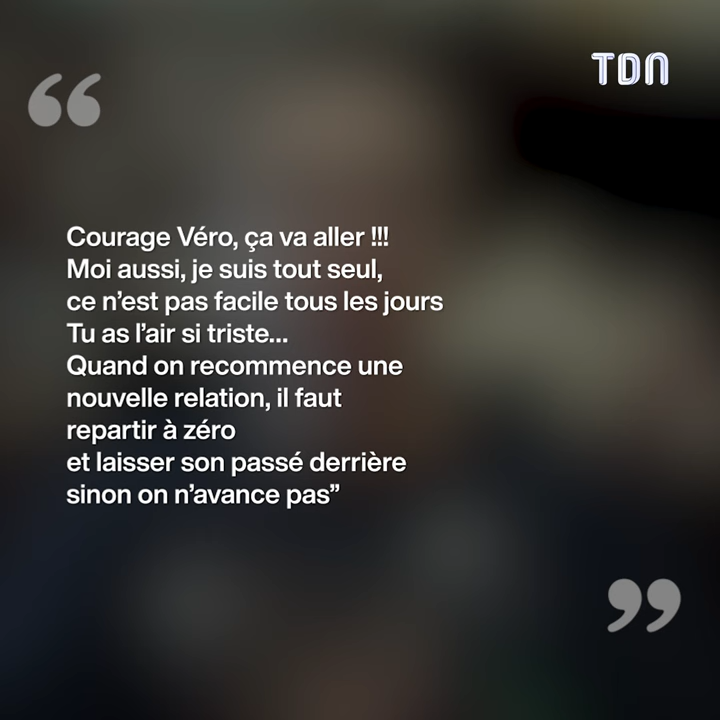 TDN
“
Courage Véro, ça va aller !!!
Moi aussi, je suis tout seul,
ce n’est pas facile tous les jours
Tu as l’air si triste...
Quand on recommence une
nouvelle relation, il faut
repartir à zéro
et laisser son passé derrière
sinon on n’avance pas”
”